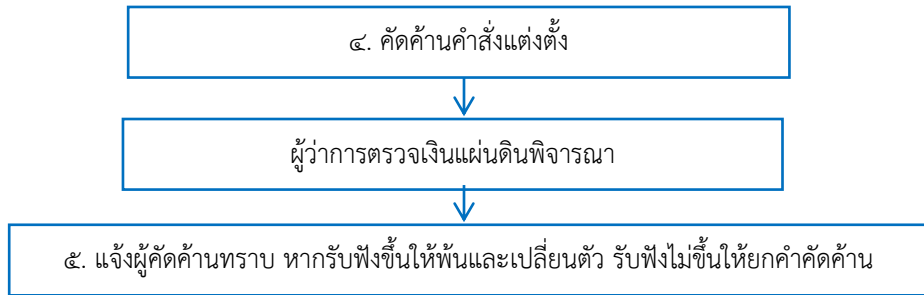 ๔. คัดค้านคำสั่งแต่งตั้ง
ผู้ว่าการตรวจเงินแผ่นดินพิจารณา
๕. แจ้งผู้คัดค้านทราบ หากรับฟังขึ้นให้พ้นและเปลี่ยนตัว รับฟังไม่ขึ้นให้ยกคำคัดค้าน